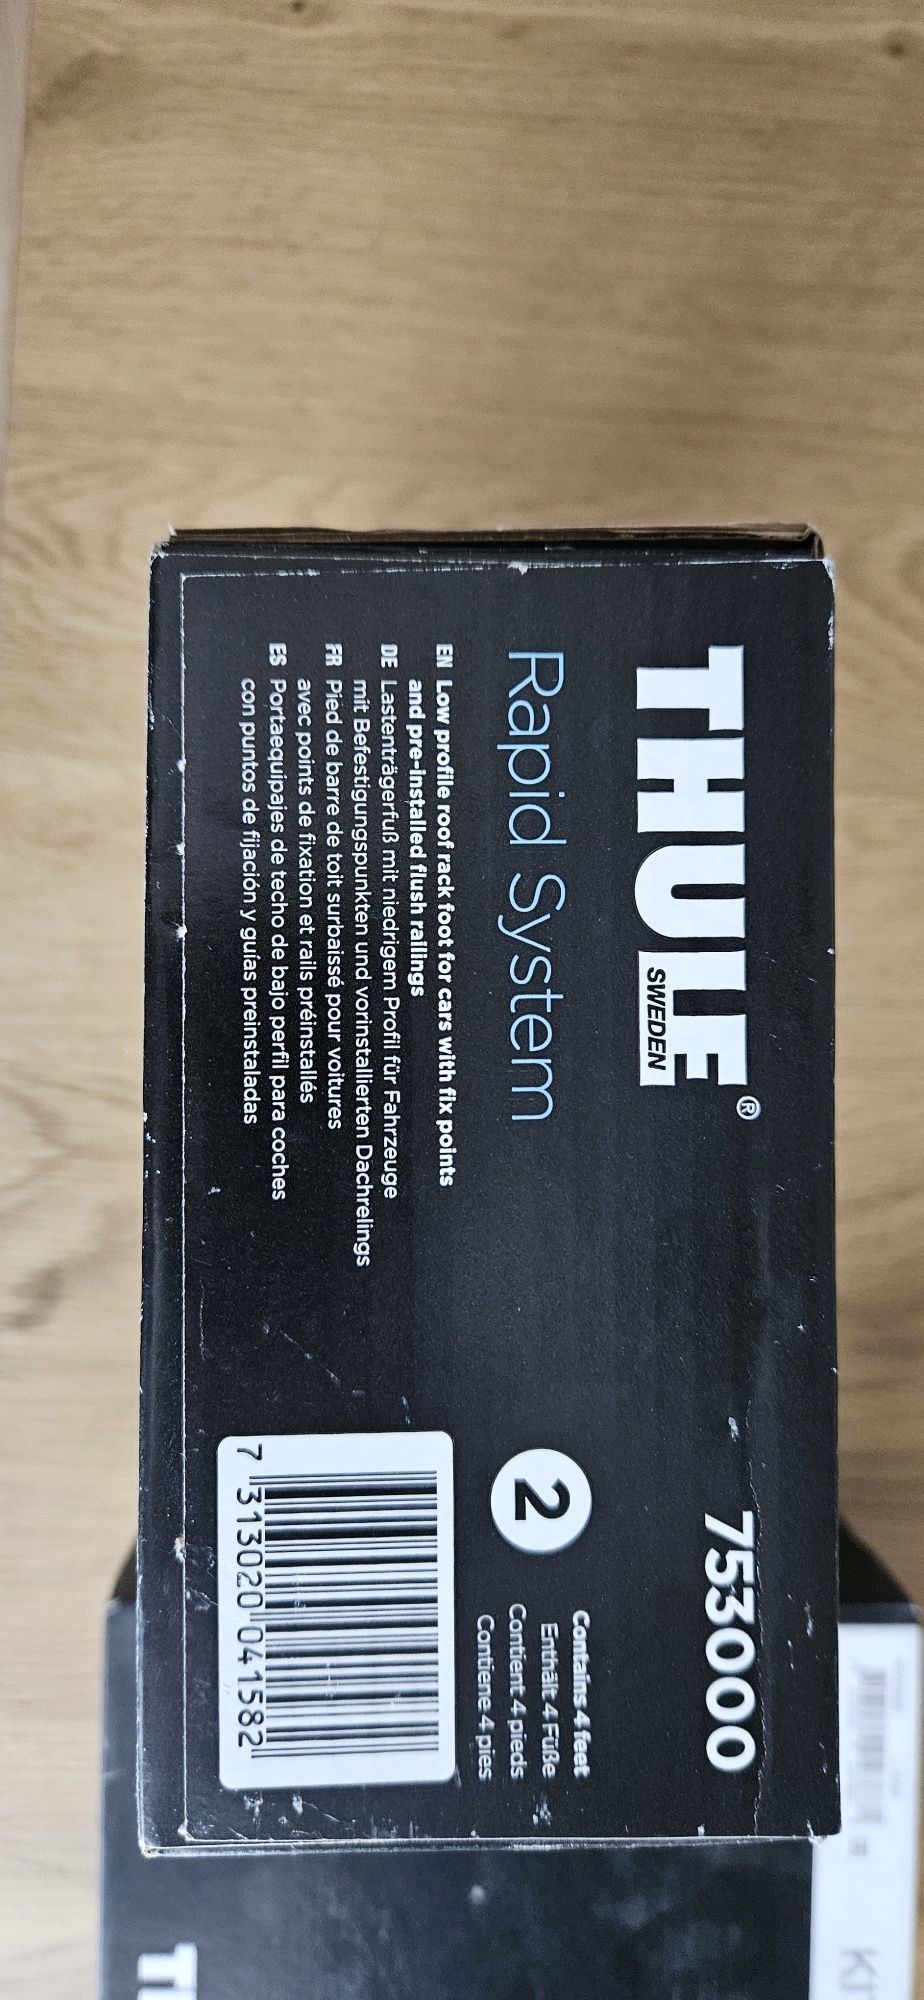 THULE®
SWEDEN
753000
Rapid System
EN Low profile roof rack foot for cars with fix points
and pre-installed flush railings
DE Lastenträgerfuß mit niedrigem Profil für Fahrzeuge
mit Befestigungspunkten und vorinstallierten Dachrelings
FR Pied de barre de toit surbaissé pour voitures
avec points de fixation et rails préinstallés
ES Portaequipajes de techo de bajo perfil para coches
con puntos de fijación y guías preinstaladas
2
Contains 4 feet
Enthält 4 Füße
Contient 4 pieds
Contiene 4 pies
7 313020 041582